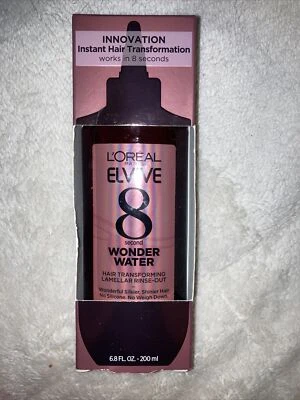 INNOVATION
Instant Hair Transformation
works in 8 seconds
L'ORÉAL
PARIS
ELVIVE
8
second
WONDER
WATER
HAIR TRANSFORMING
LAMELLAR RINSE-OUT
Wonderful Silkier, Shinier Hair
No Silicone. No Weigh Down.
6.8 FL. OZ. - 200 ml